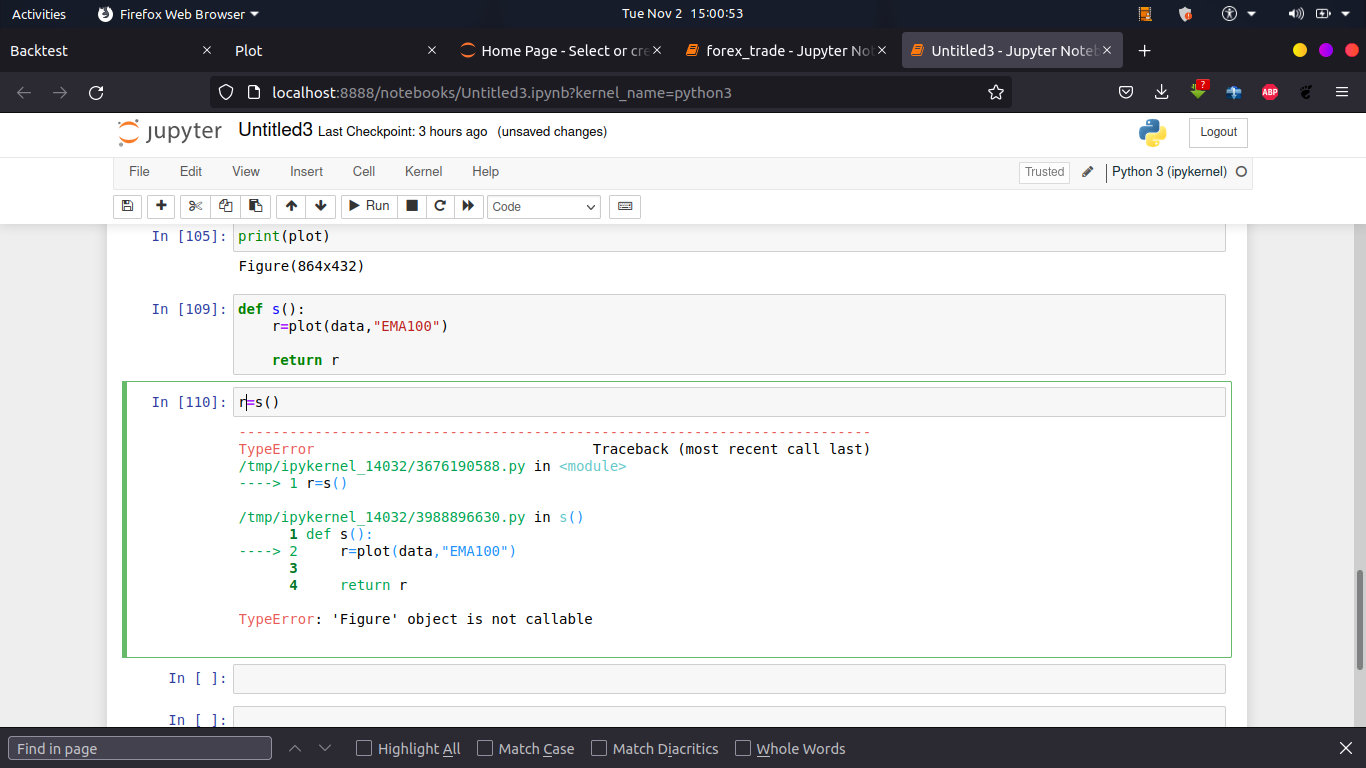 Activities Firefox Web Browser Tue Nov 2 15:00:53
Backtest Plot Home Page - Select or cre forex_trade - Jupyter Not Untitled3 - Jupyter Noteb
localhost:8888/notebooks/Untitled3.ipynb?kernel_name=python3 ? ABP
jupyter Untitled3 Last Checkpoint: 3 hours ago (unsaved changes) Logout
File Edit View Insert Cell Kernel Help Trusted Python 3 (ipykernel)
Run Code
In [105]: print(plot)
Figure(864x432)
In [109]: def s():
    r=plot(data,"EMA100")
    return r
In [110]: r=s()
---------------------------------------------------------------------------
TypeError                                 Traceback (most recent call last)
/tmp/ipykernel_14032/3676190588.py in <module>
----> 1 r=s()
/tmp/ipykernel_14032/3988896630.py in s()
      1 def s():
----> 2     r=plot(data,"EMA100")
      3
      4     return r
TypeError: 'Figure' object is not callable
In [ ]:
In [ ]:
Find in page Highlight All Match Case Match Diacritics Whole Words